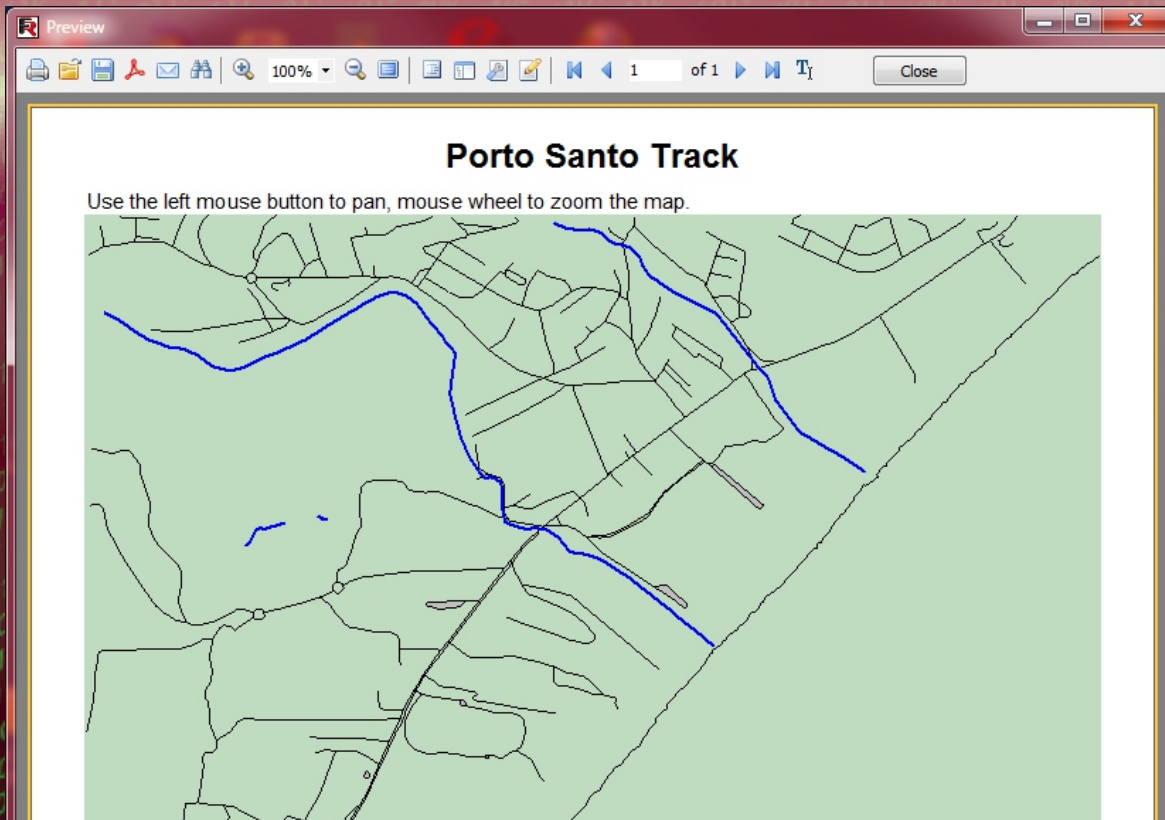 Preview
100% 1 of 1 Close
Porto Santo Track
Use the left mouse button to pan, mouse wheel to zoom the map.